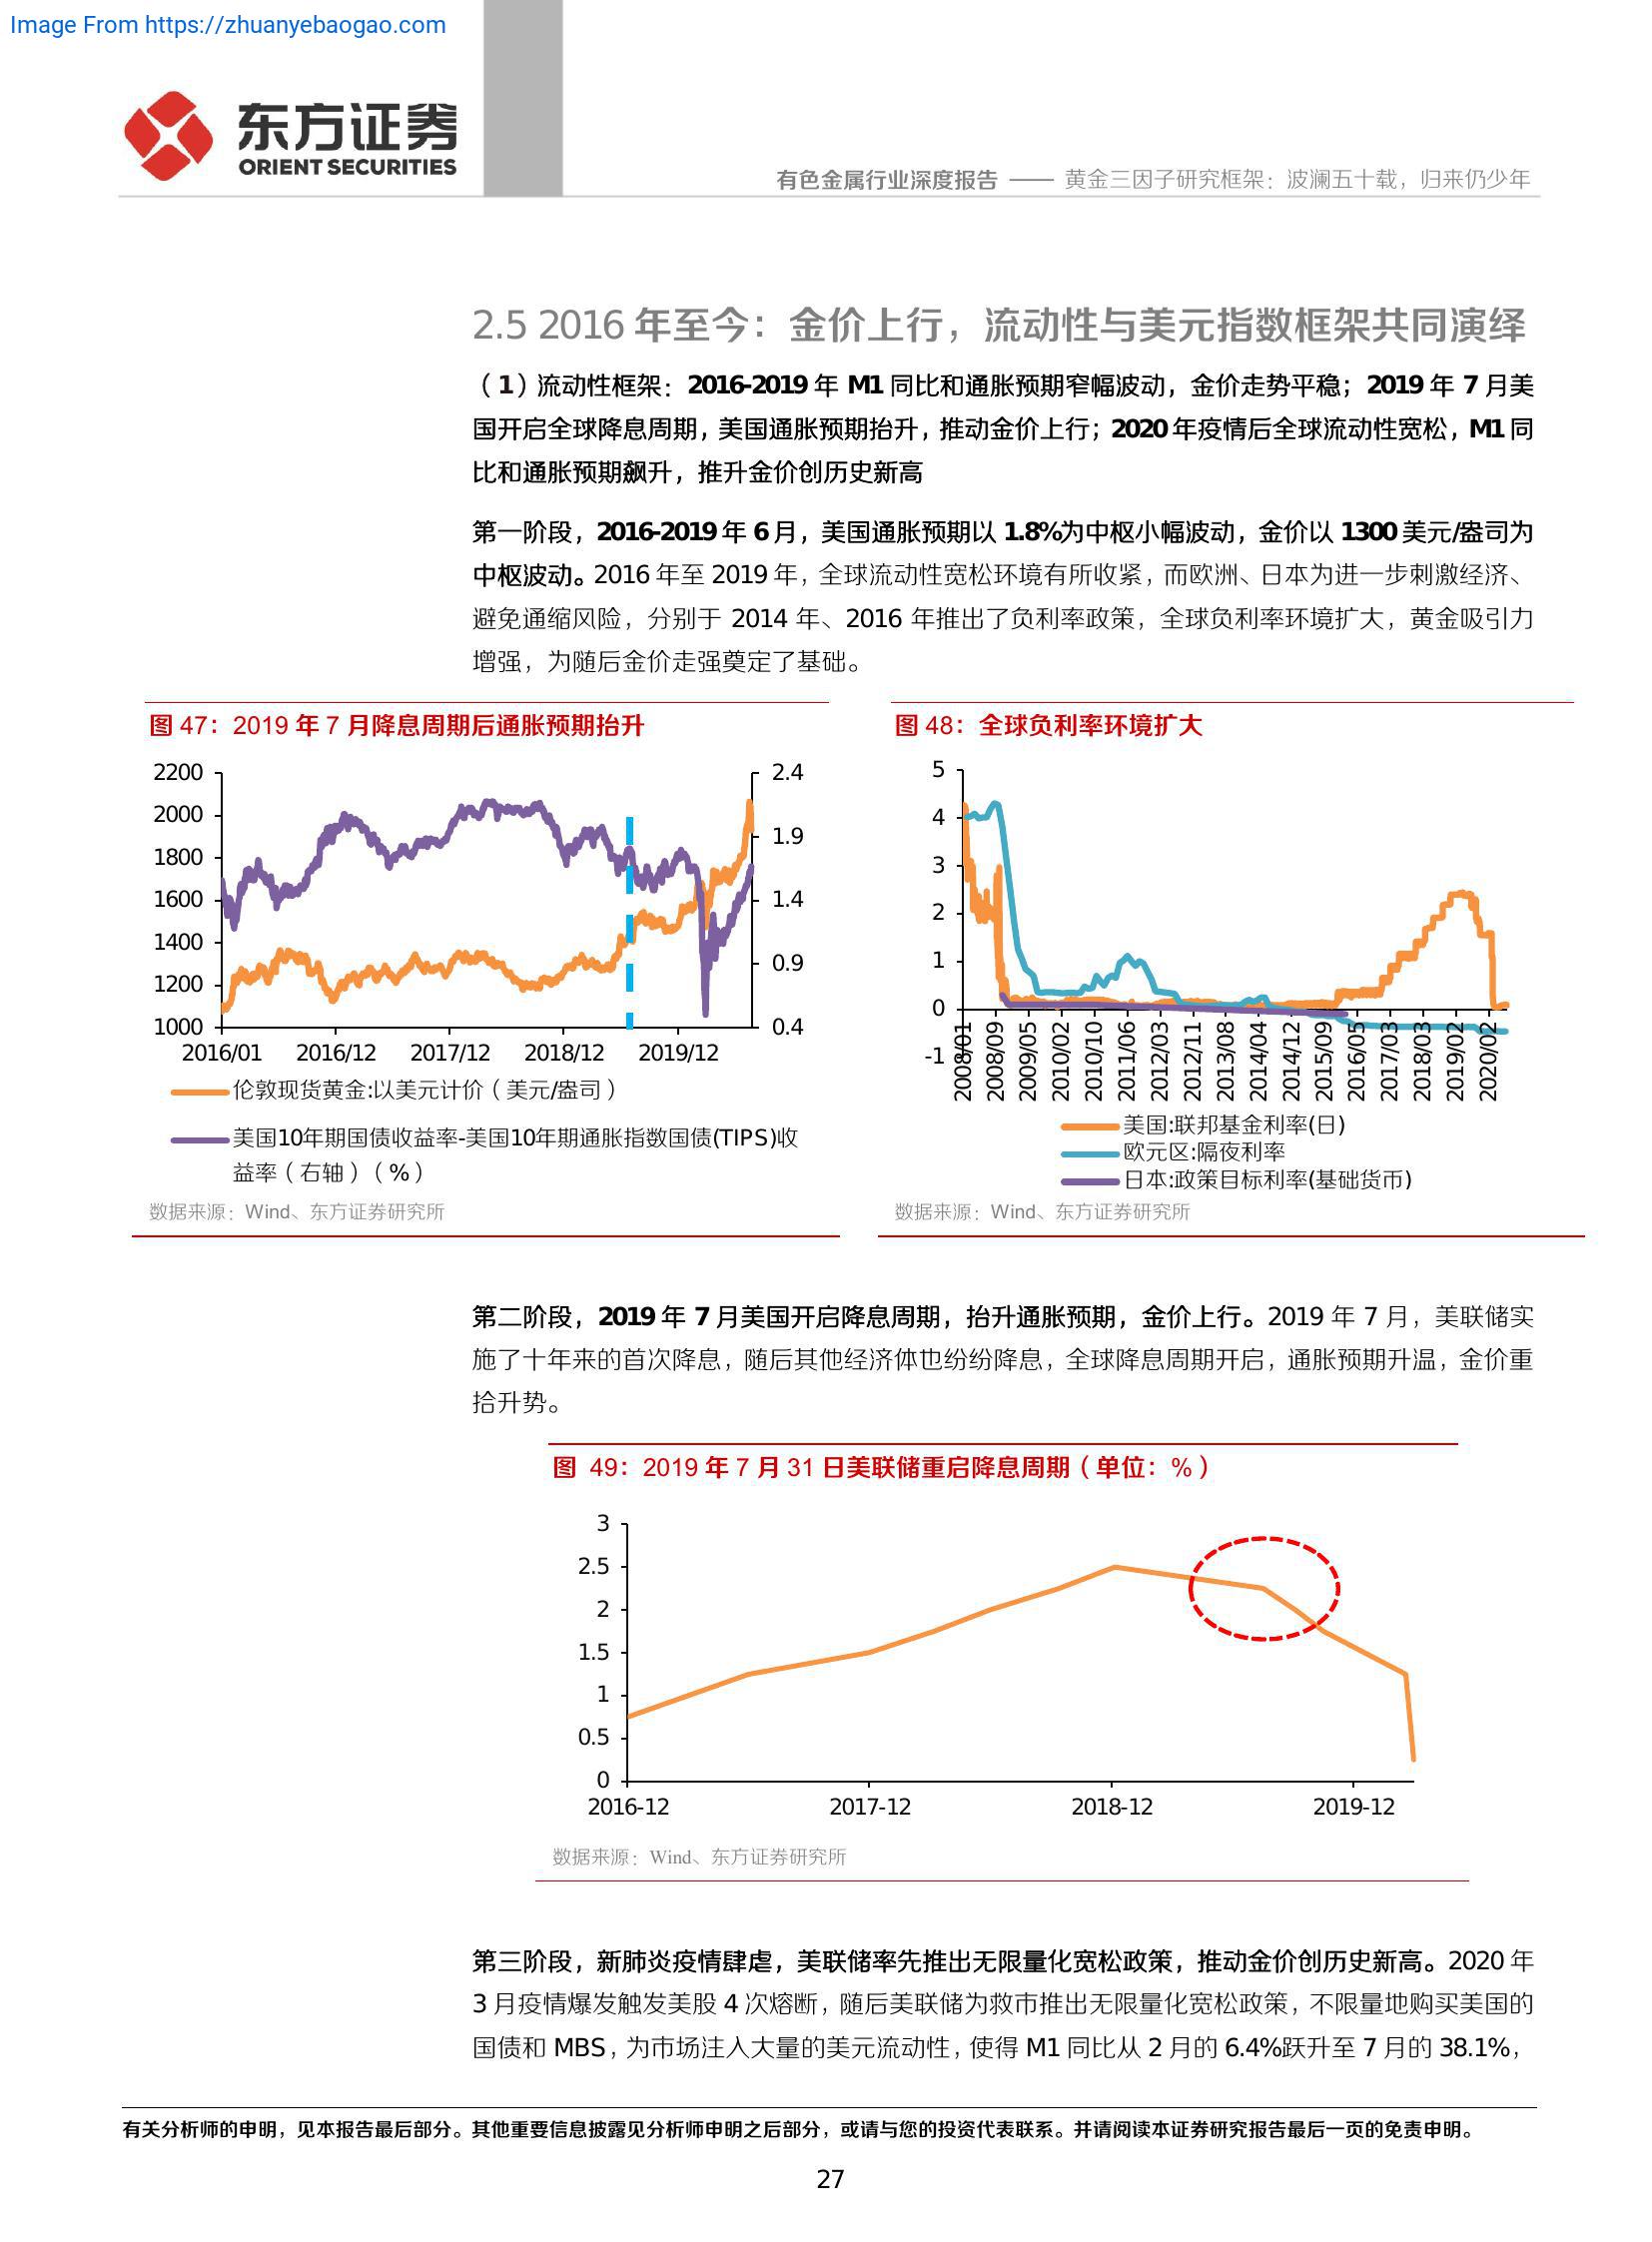 Image From https://zhuanyebaogao.com
东方证券
ORIENT SECURITIES
有色金属行业深度报告 —— 黄金三因子研究框架：波澜五十载，归来仍少年
2.5 2016 年至今：金价上行，流动性与美元指数框架共同演绎
（1）流动性框架：2016-2019 年 M1 同比和通胀预期窄幅波动，金价走势平稳；2019 年 7 月美
国开启全球降息周期，美国通胀预期抬升，推动金价上行；2020 年疫情后全球流动性宽松，M1 同
比和通胀预期飙升，推升金价创历史新高
第一阶段，2016-2019 年 6 月，美国通胀预期以 1.8%为中枢小幅波动，金价以 1300 美元/盎司为
中枢波动。2016 年至 2019 年，全球流动性宽松环境有所收紧，而欧洲、日本为进一步刺激经济、
避免通缩风险，分别于 2014 年、2016 年推出了负利率政策，全球负利率环境扩大，黄金吸引力
增强，为随后金价走强奠定了基础。
图 47：2019 年 7 月降息周期后通胀预期抬升
2200
2000
1800
1600
1400
1200
1000
2.4
1.9
1.4
0.9
0.4
2016/01 2016/12 2017/12 2018/12 2019/12
伦敦现货黄金:以美元计价（美元/盎司）
美国10年期国债收益率-美国10年期通胀指数国债(TIPS)收
益率（右轴）（%）
数据来源：Wind、东方证券研究所
图 48：全球负利率环境扩大
5
4
3
2
1
0
-1
2008/01 2008/09 2009/05 2010/02 2010/10 2011/06 2012/03 2012/11 2013/08 2014/04 2014/12 2015/09 2016/05 2017/03 2018/03 2019/02 2020/02
美国:联邦基金利率(日)
欧元区:隔夜利率
日本:政策目标利率(基础货币)
数据来源：Wind、东方证券研究所
第二阶段，2019 年 7 月美国开启降息周期，抬升通胀预期，金价上行。2019 年 7 月，美联储实
施了十年来的首次降息，随后其他经济体也纷纷降息，全球降息周期开启，通胀预期升温，金价重
拾升势。
图 49：2019 年 7 月 31 日美联储重启降息周期（单位：%）
3
2.5
2
1.5
1
0.5
0
2016-12 2017-12 2018-12 2019-12
数据来源：Wind、东方证券研究所
第三阶段，新肺炎疫情肆虐，美联储率先推出无限量化宽松政策，推动金价创历史新高。2020 年
3 月疫情爆发触发美股 4 次熔断，随后美联储为救市推出无限量化宽松政策，不限量地购买美国的
国债和 MBS，为市场注入大量的美元流动性，使得 M1 同比从 2 月的 6.4%跃升至 7 月的 38.1%，
有关分析师的申明，见本报告最后部分。其他重要信息披露见分析师申明之后部分，或请与您的投资代表联系。并请阅读本证券研究报告最后一页的免责申明。
27